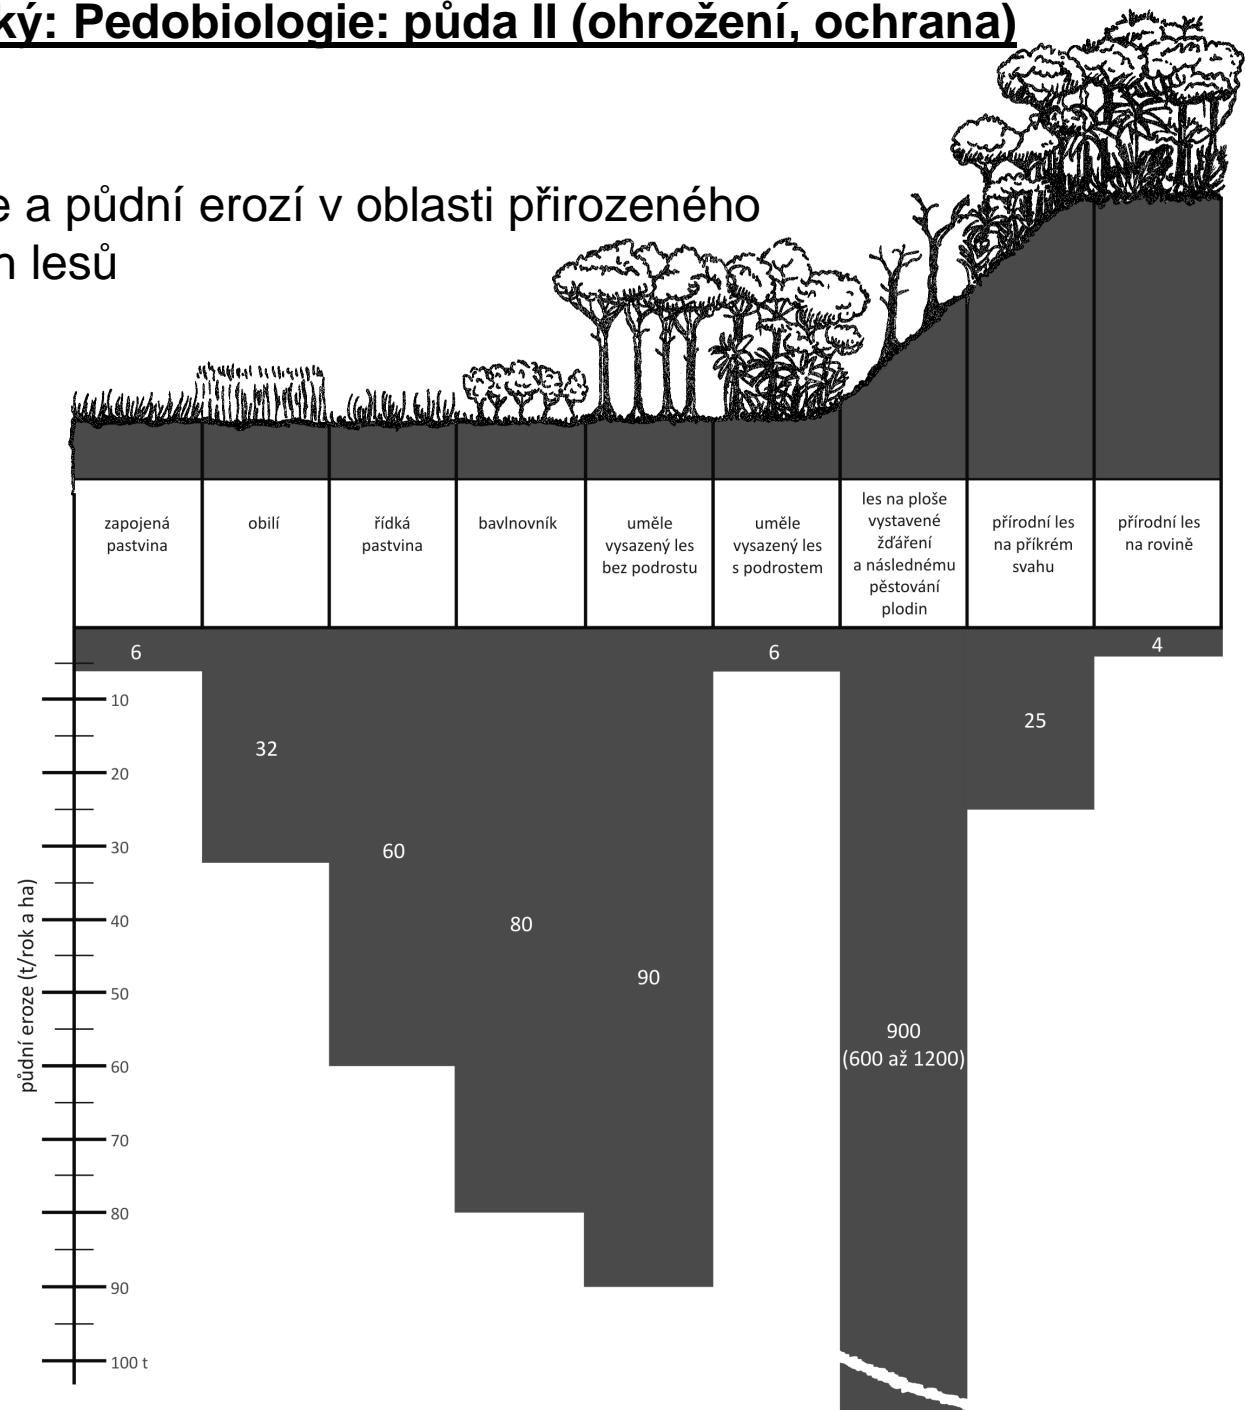 ký: Pedobiologie: půda II (ohrožení, ochrana)
e a půdní erozí v oblasti přirozeného
n lesů
zapojená
pastvina
obilí
řídká
pastvina
bavlnovník
uměle
vysazený les
bez podrostu
uměle
vysazený les
s podrostem
les na ploše
vystavené
žďáření
a následnému
pěstování
plodin
přírodní les
na příkrém
svahu
přírodní les
na rovině
6
32
60
80
90
6
900
(600 až 1200)
25
4
půdní eroze (t/rok a ha)
10
20
30
40
50
60
70
80
90
100 t